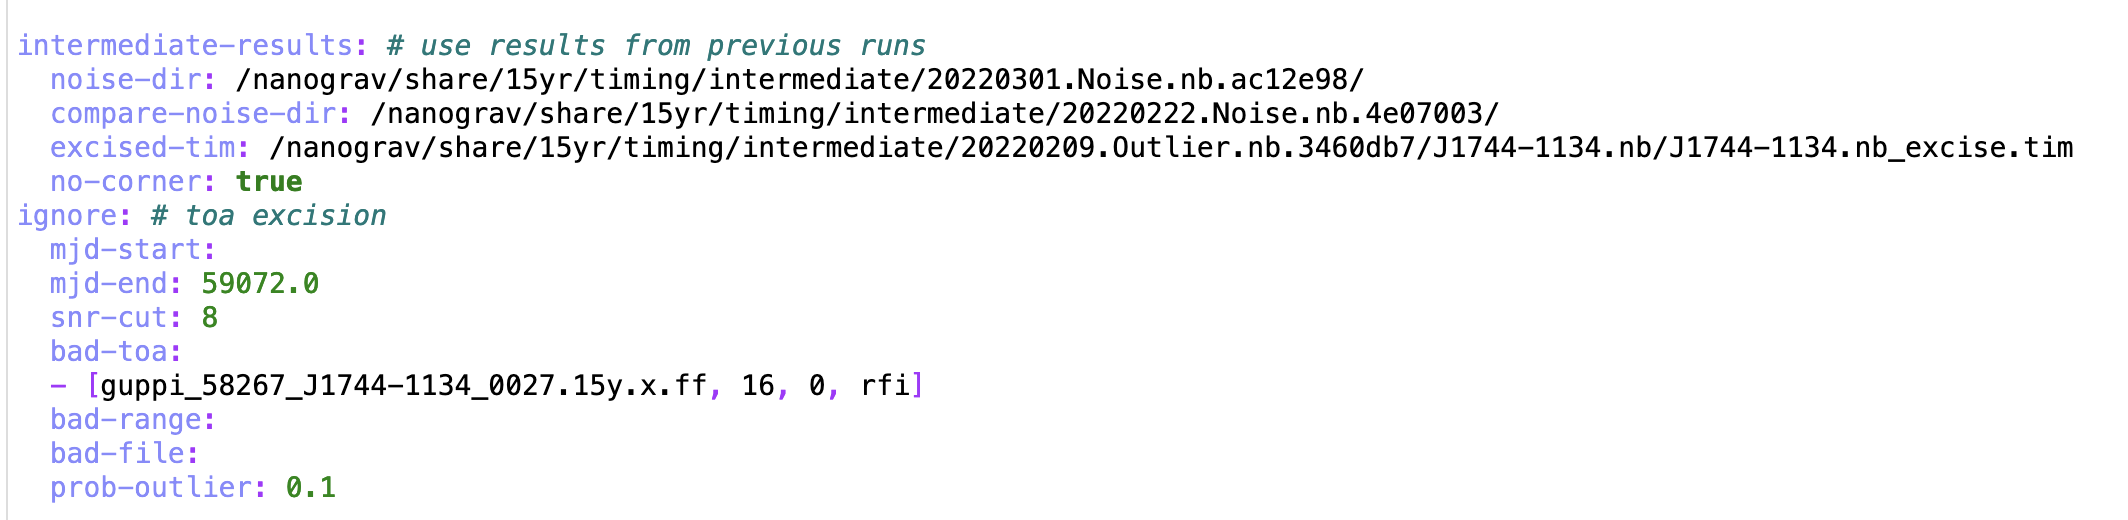 intermediate-results: # use results from previous runs
  noise-dir: /nanograv/share/15yr/timing/intermediate/20220301.Noise.nb.ac12e98/
  compare-noise-dir: /nanograv/share/15yr/timing/intermediate/20220222.Noise.nb.4e07003/
  excised-tim: /nanograv/share/15yr/timing/intermediate/20220209.Outlier.nb.3460db7/J1744-1134.nb/J1744-1134.nb_excise.tim
  no-corner: true
ignore: # toa excision
  mjd-start:
  mjd-end: 59072.0
  snr-cut: 8
  bad-toa:
  - [guppi_58267_J1744-1134_0027.15y.x.ff, 16, 0, rfi]
  bad-range:
  bad-file:
  prob-outlier: 0.1